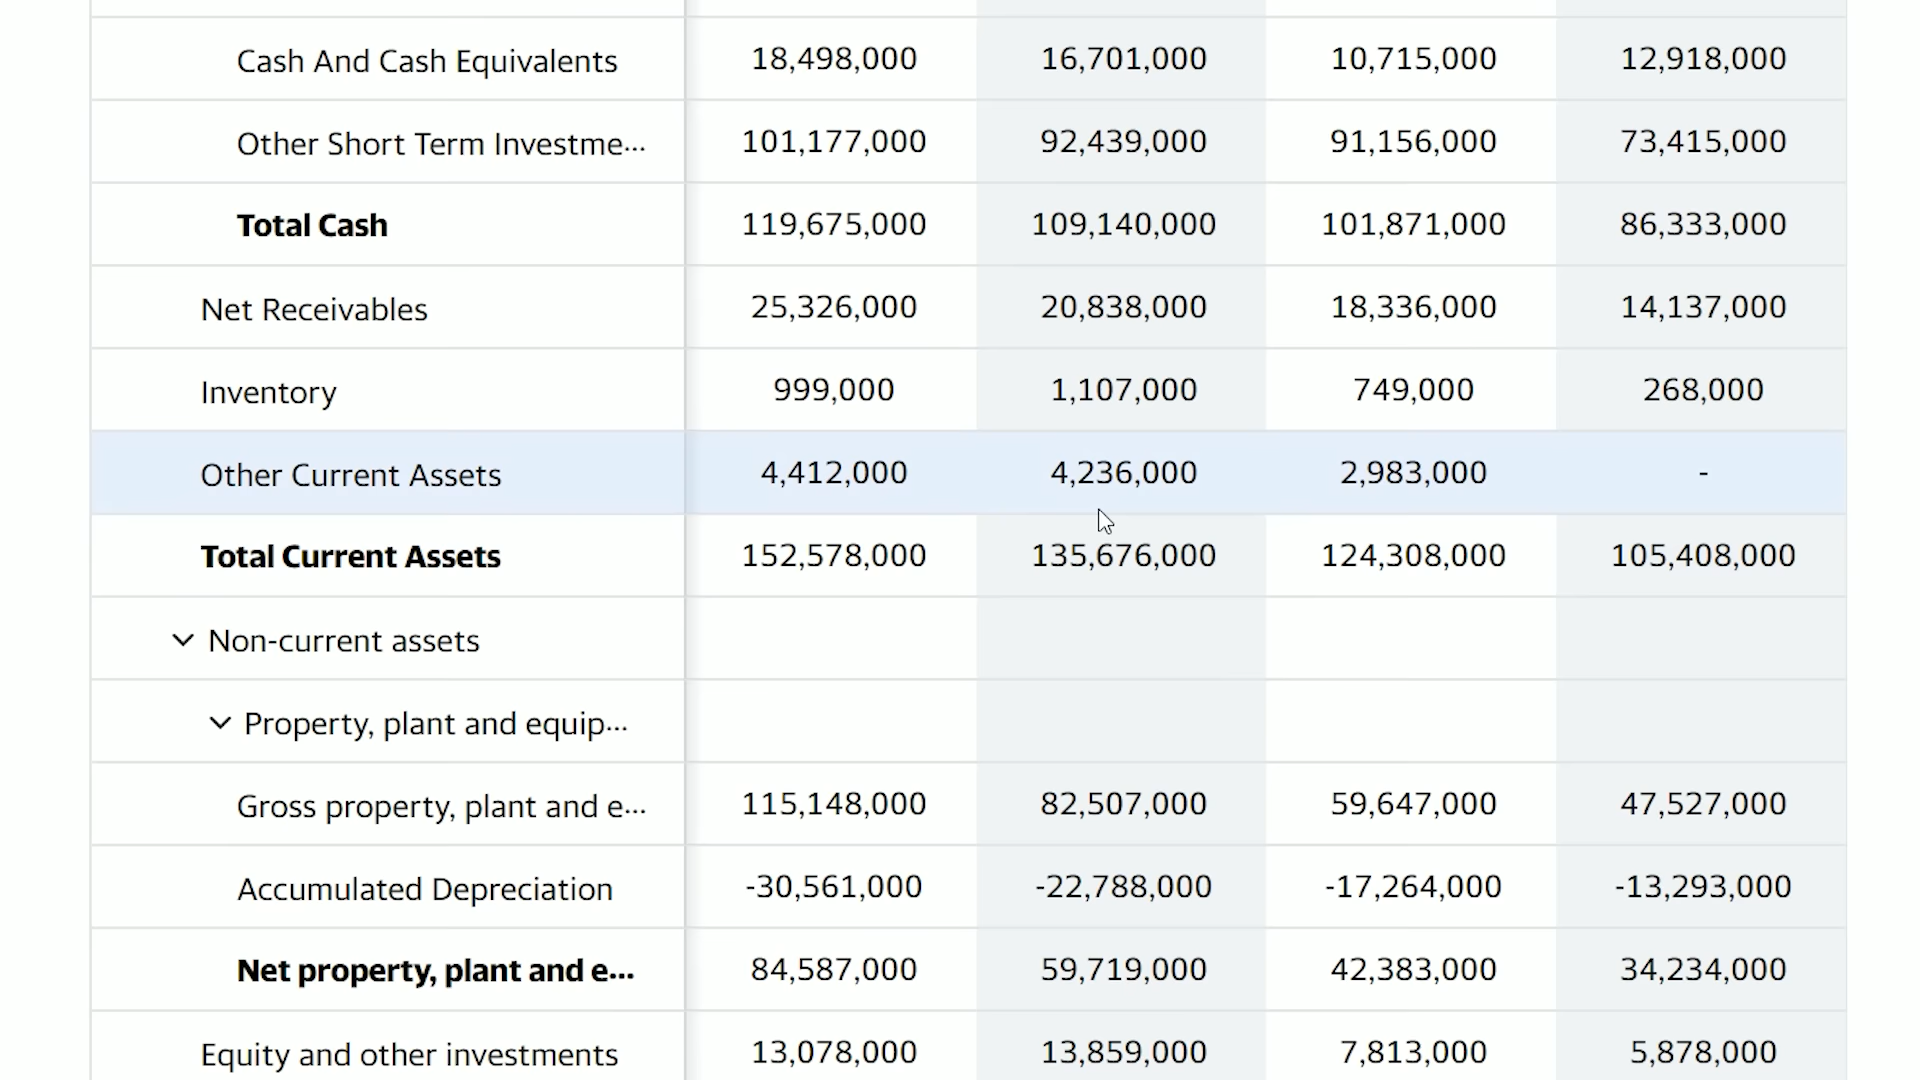 Cash And Cash Equivalents 18,498,000 16,701,000 10,715,000 12,918,000
Other Short Term Investme... 101,177,000 92,439,000 91,156,000 73,415,000
Total Cash 119,675,000 109,140,000 101,871,000 86,333,000
Net Receivables 25,326,000 20,838,000 18,336,000 14,137,000
Inventory 999,000 1,107,000 749,000 268,000
Other Current Assets 4,412,000 4,236,000 2,983,000 -
Total Current Assets 152,578,000 135,676,000 124,308,000 105,408,000
Non-current assets
Property, plant and equip...
Gross property, plant and e... 115,148,000 82,507,000 59,647,000 47,527,000
Accumulated Depreciation -30,561,000 -22,788,000 -17,264,000 -13,293,000
Net property, plant and e... 84,587,000 59,719,000 42,383,000 34,234,000
Equity and other investments 13,078,000 13,859,000 7,813,000 5,878,000